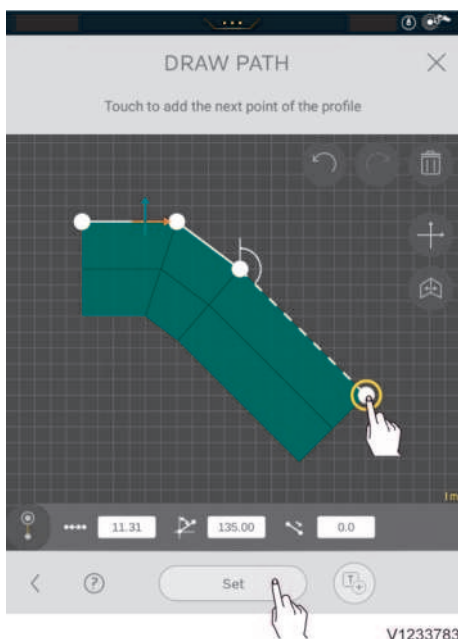 DRAW PATH
Touch to add the next point of the profile
1m
11.31 135.00 0.0
? Set T
V1233783